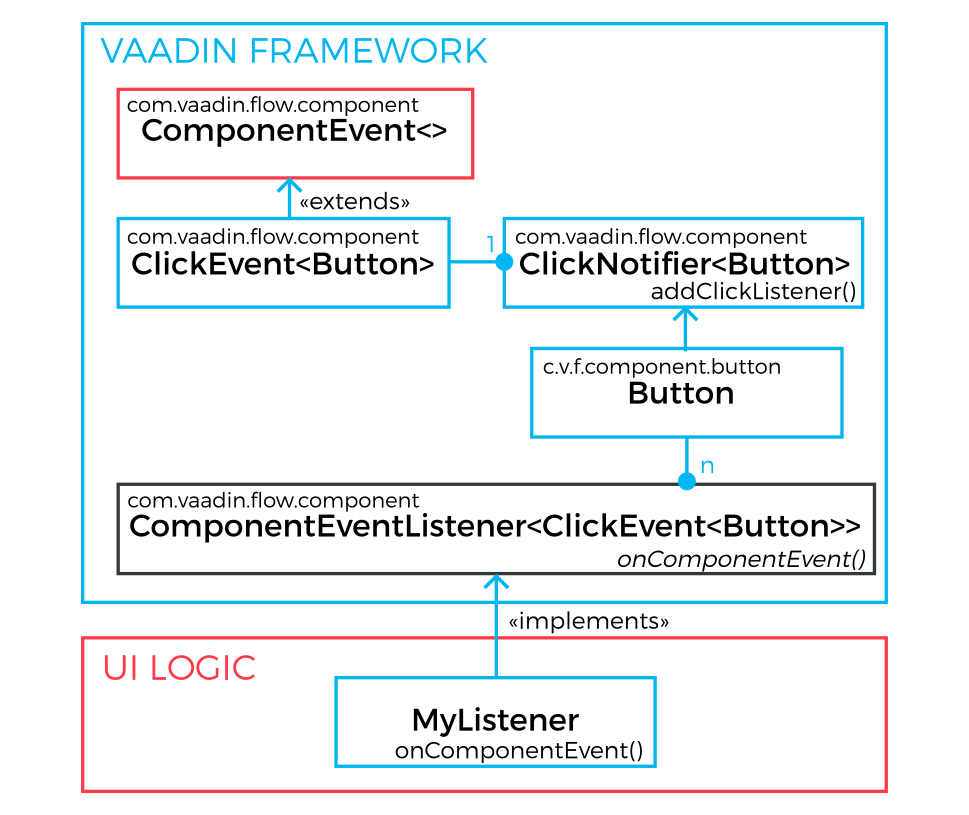 VAADIN FRAMEWORK
com.vaadin.flow.component
ComponentEvent<>
«extends»
com.vaadin.flow.component
ClickEvent<Button>
1
com.vaadin.flow.component
ClickNotifier<Button>
addClickListener()
c.v.f.component.button
Button
n
com.vaadin.flow.component
ComponentEventListener<ClickEvent<Button>>
onComponentEvent()
«implements»
UI LOGIC
MyListener
onComponentEvent()